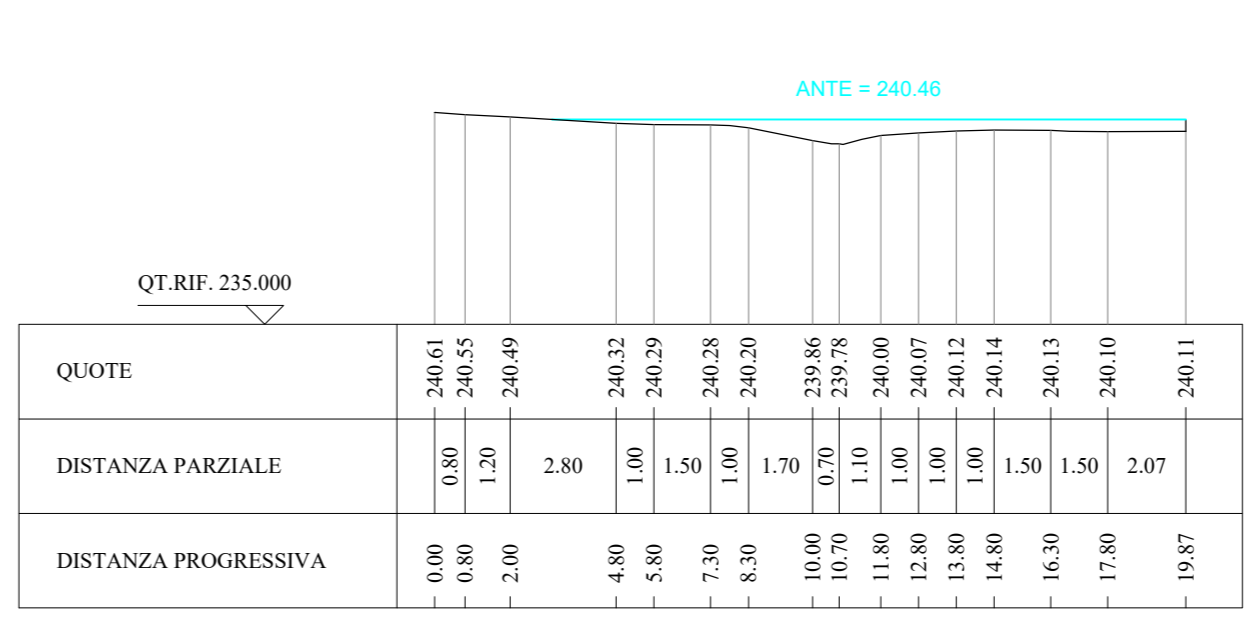 ANTE = 240.46
QT.RIF. 235.000
QUOTE 240.61 240.55 240.49 240.32 240.29 240.28 240.20 239.86 239.78 240.00 240.07 240.12 240.14 240.13 240.10 240.11
DISTANZA PARZIALE 0.80 1.20 2.80 1.00 1.50 1.00 1.70 0.70 1.10 1.00 1.00 1.00 1.50 1.50 2.07
DISTANZA PROGRESSIVA 0.00 0.80 2.00 4.80 5.80 7.30 8.30 10.00 10.70 11.80 12.80 13.80 14.80 16.30 17.80 19.87